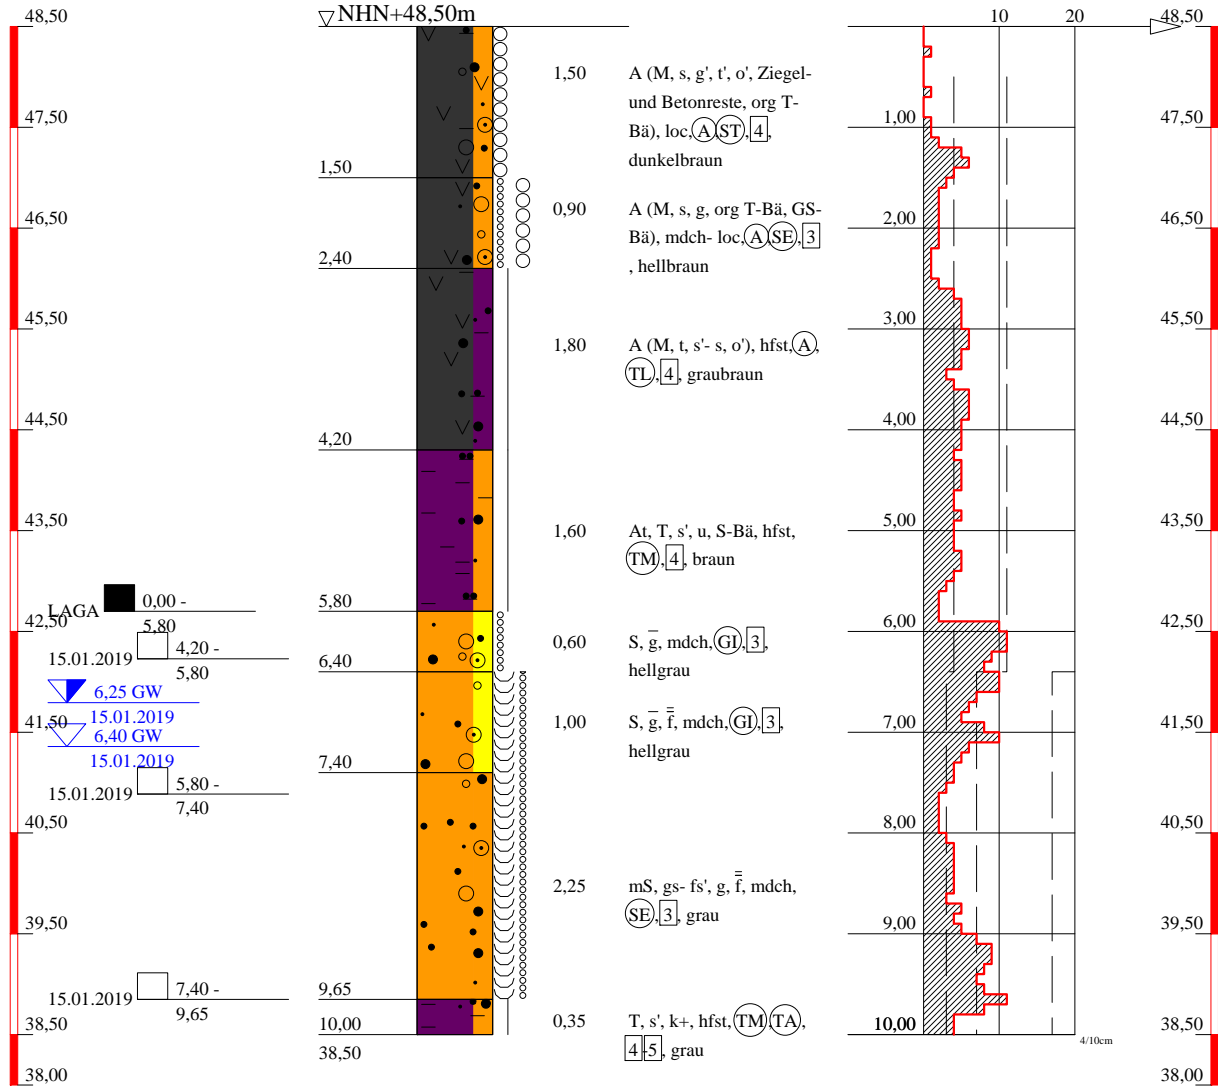 NHN+48,50m
48,50
10
20
48,50
1,50
A (M, s, g', t', o', Ziegel-
und Betonreste, org T-
Bä), loc, A, ST, 4,
dunkelbraun
47,50
1,00
47,50
1,50
0,90
A (M, s, g, org T-Bä, GS-
Bä), mdch- loc, A, SE, 3
, hellbraun
46,50
2,00
46,50
2,40
45,50
3,00
45,50
1,80
A (M, t, s'- s, o'), hfst, A,
TL, 4, graubraun
44,50
4,00
44,50
4,20
43,50
5,00
43,50
1,60
At, T, s', u, S-Bä, hfst,
TM, 4, braun
LAGA
0,00 -
5,80
5,80
42,50
6,00
42,50
15.01.2019
4,20 -
5,80
0,60
S, g̅, mdch, GI, 3,
hellgrau
6,40
6,25 GW
15.01.2019
41,50
7,00
41,50
6,40 GW
15.01.2019
1,00
S, g̅, f̿, mdch, GI, 3,
hellgrau
7,40
15.01.2019
5,80 -
7,40
40,50
8,00
40,50
2,25
mS, gs- fs', g, f̿, mdch,
SE, 3, grau
39,50
9,00
39,50
15.01.2019
7,40 -
9,65
9,65
38,50
10,00
10,00
38,50
0,35
T, s', k+, hfst, TM, TA,
4-5, grau
38,50
4/10cm
38,00
38,00